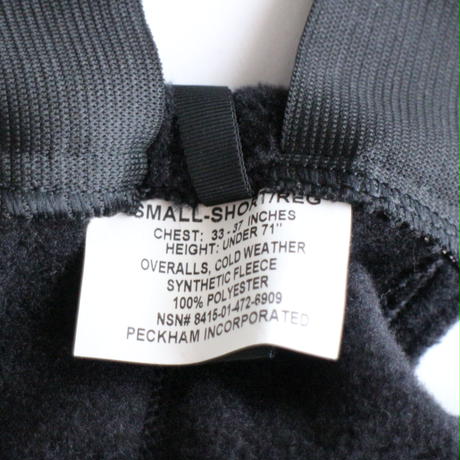 SMALL-SHORT/REG
CHEST: 33-37 INCHES
HEIGHT: UNDER 71"
OVERALLS, COLD WEATHER
SYNTHETIC FLEECE
100% POLYESTER
NSN# 8415-01-472-6909
PECKHAM INCORPORATED